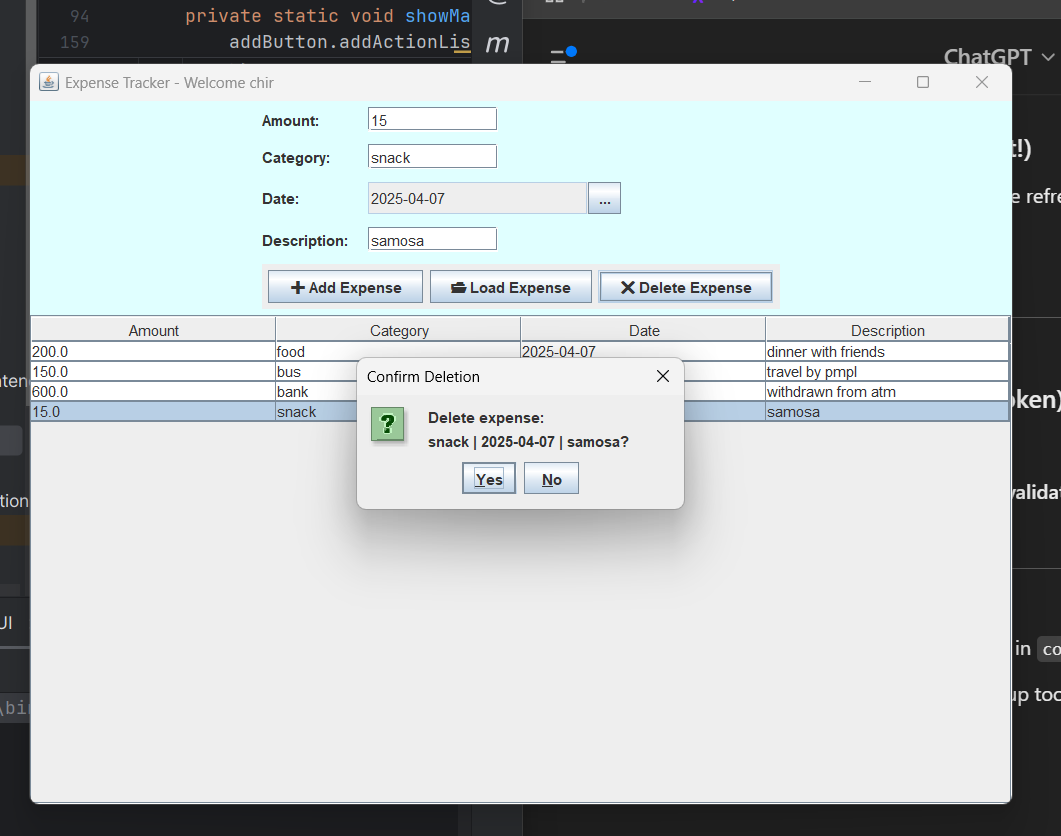 94 private static void showMa
159 addButton.addActionLis
m
ChatGPT
Expense Tracker - Welcome chir
Amount: 15
Category: snack
Date: 2025-04-07 ...
Description: samosa
Add Expense Load Expense Delete Expense
Amount Category Date Description
200.0 food 2025-04-07 dinner with friends
150.0 bus travel by pmpl
600.0 bank withdrawn from atm
15.0 snack samosa
Confirm Deletion
?
Delete expense:
snack | 2025-04-07 | samosa?
Yes No
t!)
e refre
ken)
validat
in co
up too
aten
tion
UI
\bin